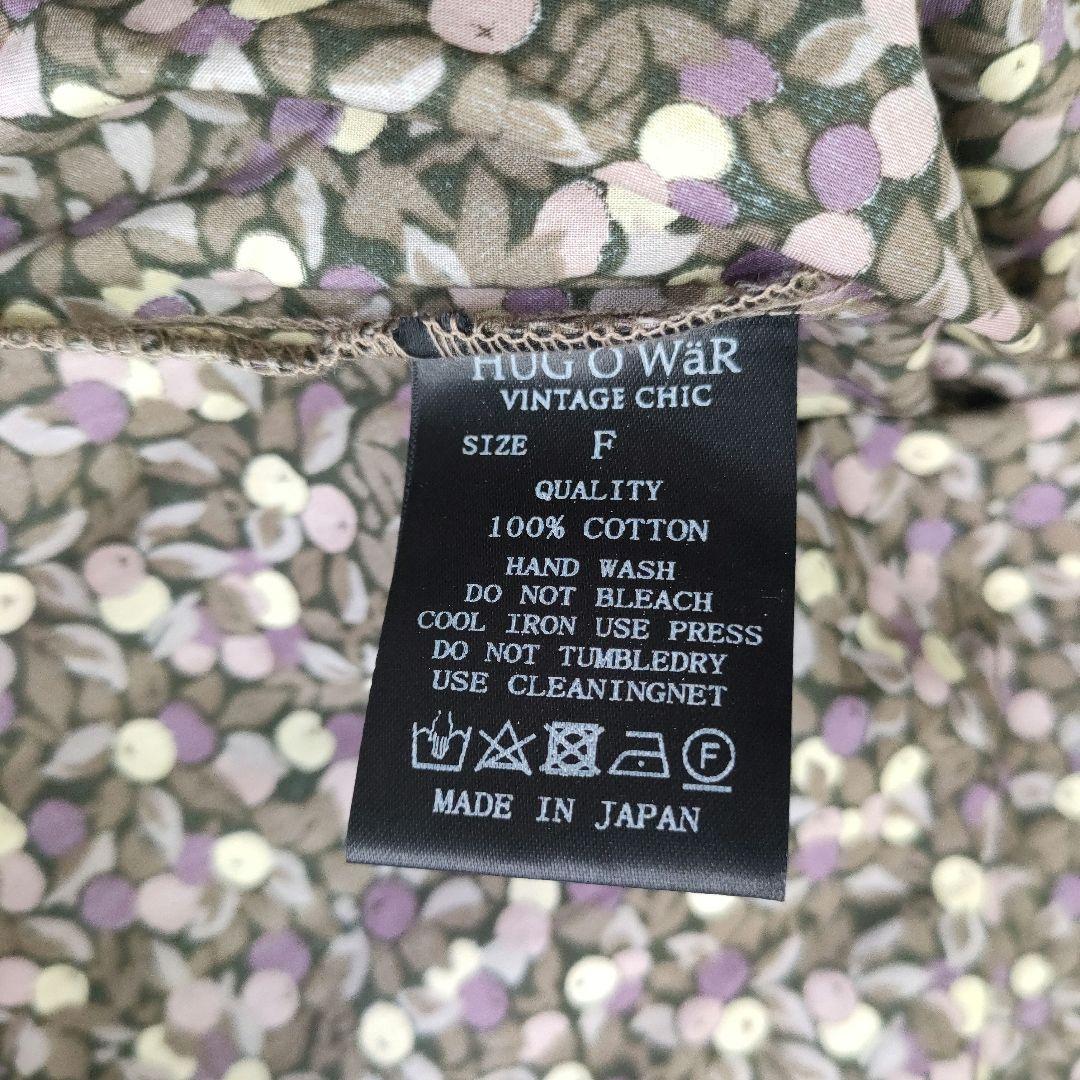 HUG O WäR
VINTAGE CHIC
SIZE F
QUALITY
100% COTTON
HAND WASH
DO NOT BLEACH
COOL IRON USE PRESS
DO NOT TUMBLEDRY
USE CLEANINGNET
F
MADE IN JAPAN